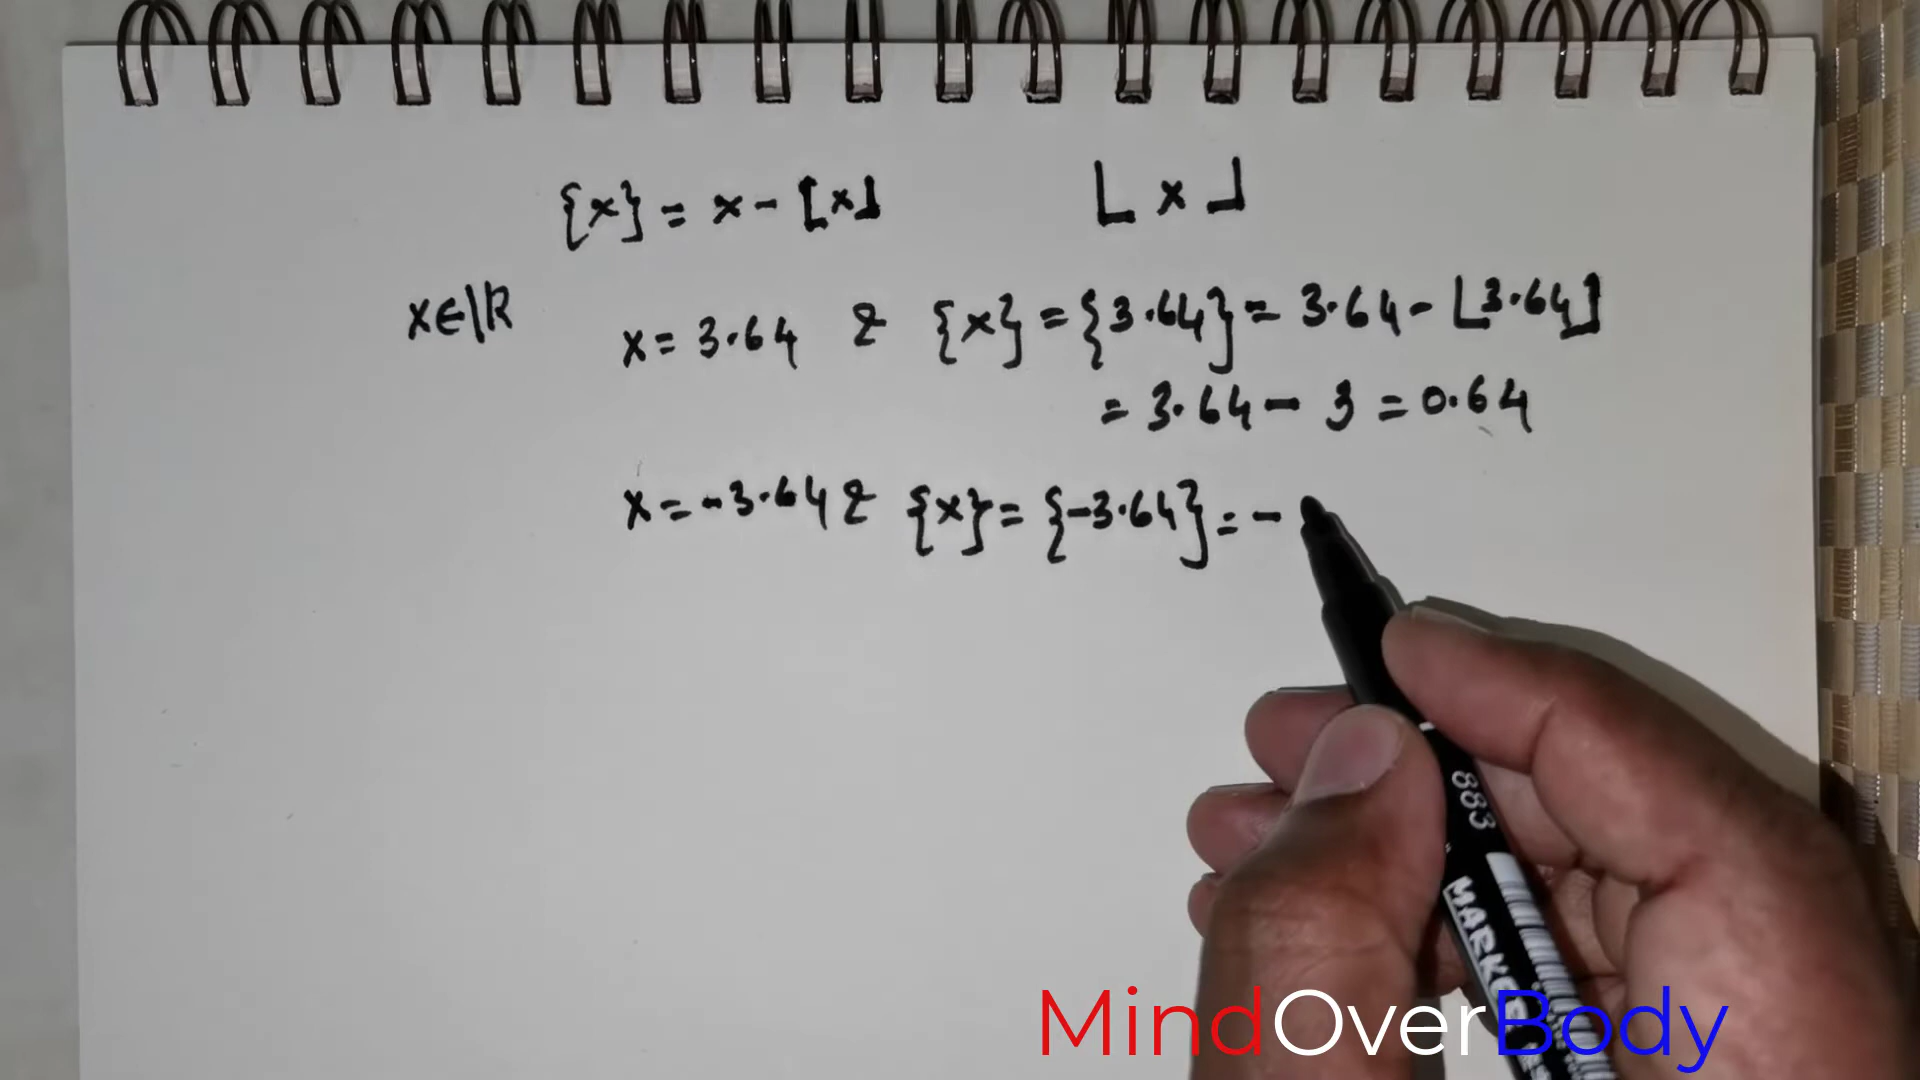 {x} = x - ⌊x⌋ ⌊ x ⌋
x∈ℝ
x = 3.64 z {x} = {3.64} = 3.64 - ⌊3.64⌋
= 3.64 - 3 = 0.64
x = -3.64 z {x} = {-3.64} = -
883
MindOverBody